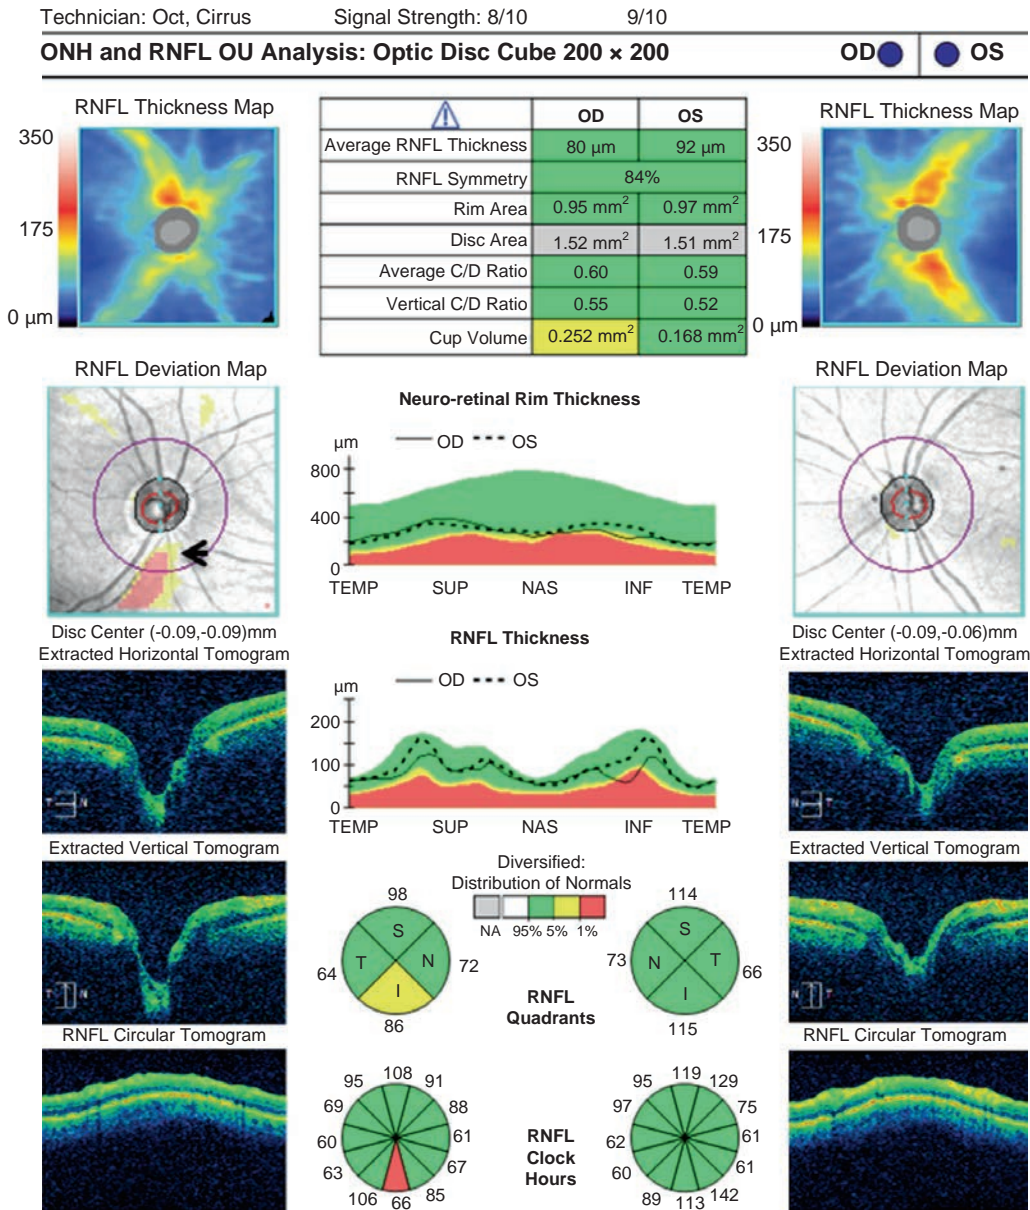 Technician: Oct, Cirrus Signal Strength: 8/10 9/10
ONH and RNFL OU Analysis: Optic Disc Cube 200 × 200 OD OS
RNFL Thickness Map
350
175
0 µm
OD OS
Average RNFL Thickness 80 µm 92 µm
RNFL Symmetry 84%
Rim Area 0.95 mm² 0.97 mm²
Disc Area 1.52 mm² 1.51 mm²
Average C/D Ratio 0.60 0.59
Vertical C/D Ratio 0.55 0.52
Cup Volume 0.252 mm² 0.168 mm²
RNFL Thickness Map
350
175
0 µm
RNFL Deviation Map
Disc Center (-0.09,-0.09)mm
Neuro-retinal Rim Thickness
µm OD OS
800
400
0
TEMP SUP NAS INF TEMP
RNFL Deviation Map
Disc Center (-0.09,-0.06)mm
Extracted Horizontal Tomogram
T N
RNFL Thickness
µm OD OS
200
100
0
TEMP SUP NAS INF TEMP
Extracted Horizontal Tomogram
T N
Extracted Vertical Tomogram
T N
Diversified:
Distribution of Normals
NA 95% 5% 1%
98
S
64 T N 72
I
86
RNFL
Quadrants
114
S
73 N T 66
I
115
Extracted Vertical Tomogram
T N
RNFL Circular Tomogram
95 108 91
69 88
60 61
63 67
106 66 85
RNFL
Clock
Hours
95 119 129
97 75
62 61
60 61
89 113 142
RNFL Circular Tomogram